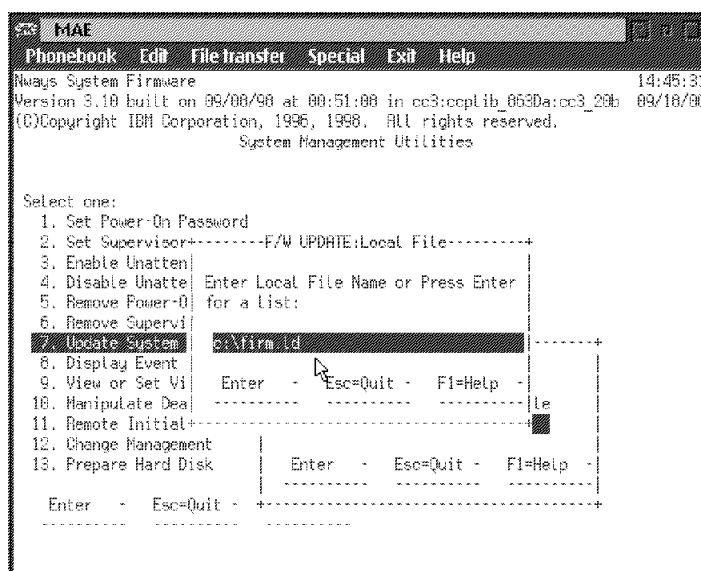 MAE
Phonebook Edit File transfer Special Exit Help
Nways System Firmware 14:45:3
Version 3.10 built on 09/08/98 at 00:51:08 in cc3:ccplib_063Da:cc3_20b 09/18/0
(C)Copyright IBM Corporation, 1996, 1998. All rights reserved.
System Management Utilities
Select one:
1. Set Power-On Password
2. Set Supervisor+--------F/W UPDATE:Local File---------+
3. Enable Unatten|
4. Disable Unatte| Enter Local File Name or Press Enter |
5. Remove Power-O| for a list: |
6. Remove Supervi|
7. Update System | c:\firm.ld |-------+
8. Display Event |
9. View or Set Vi| Enter - Esc=Quit - F1=Help -|
10. Manipulate Dea| ---------- ---------- ----------|le
11. Remote Initial+
12. Change Management
13. Prepare Hard Disk | Enter - Esc=Quit - F1=Help -|
Enter - Esc=Quit -